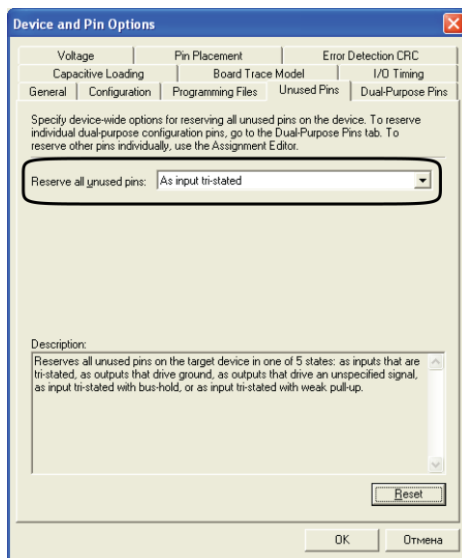 Device and Pin Options
Voltage Pin Placement Error Detection CRC
Capacitive Loading Board Trace Model I/O Timing
General Configuration Programming Files Unused Pins Dual-Purpose Pins
Specify device-wide options for reserving all unused pins on the device. To reserve
individual dual-purpose configuration pins, go to the Dual-Purpose Pins tab. To
reserve other pins individually, use the Assignment Editor.
Reserve all unused pins: As input tri-stated
Description:
Reserves all unused pins on the target device in one of 5 states: as inputs that are
tri-stated, as outputs that drive ground, as outputs that drive an unspecified signal,
as input tri-stated with bus-hold, or as input tri-stated with weak pull-up.
Reset
OK Отмена